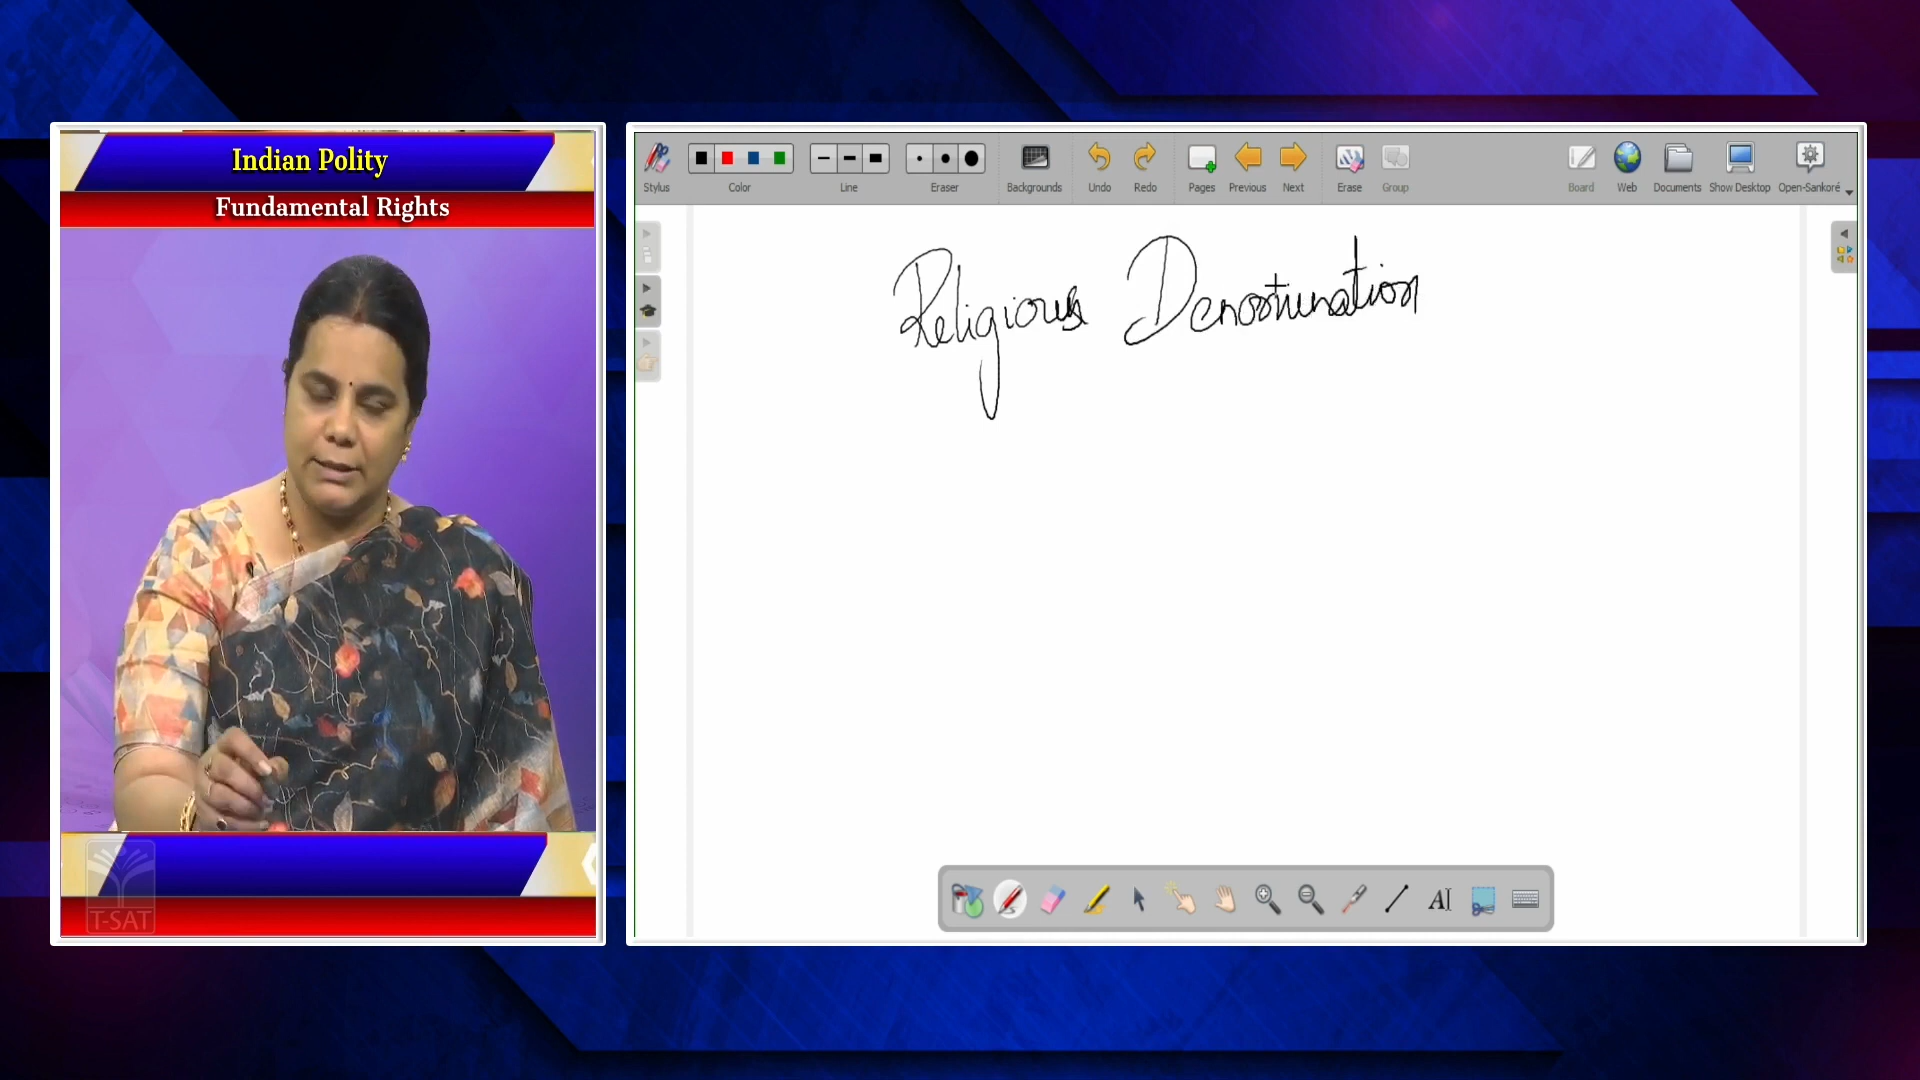 Indian Polity
Fundamental Rights
Stylus
Color
Line
Eraser
Backgrounds
Undo
Redo
Pages
Previous
Next
Erase
Group
Board
Web
Documents
Show Desktop
Open-Sankoré
Religious Denomination
AI
T-SAT